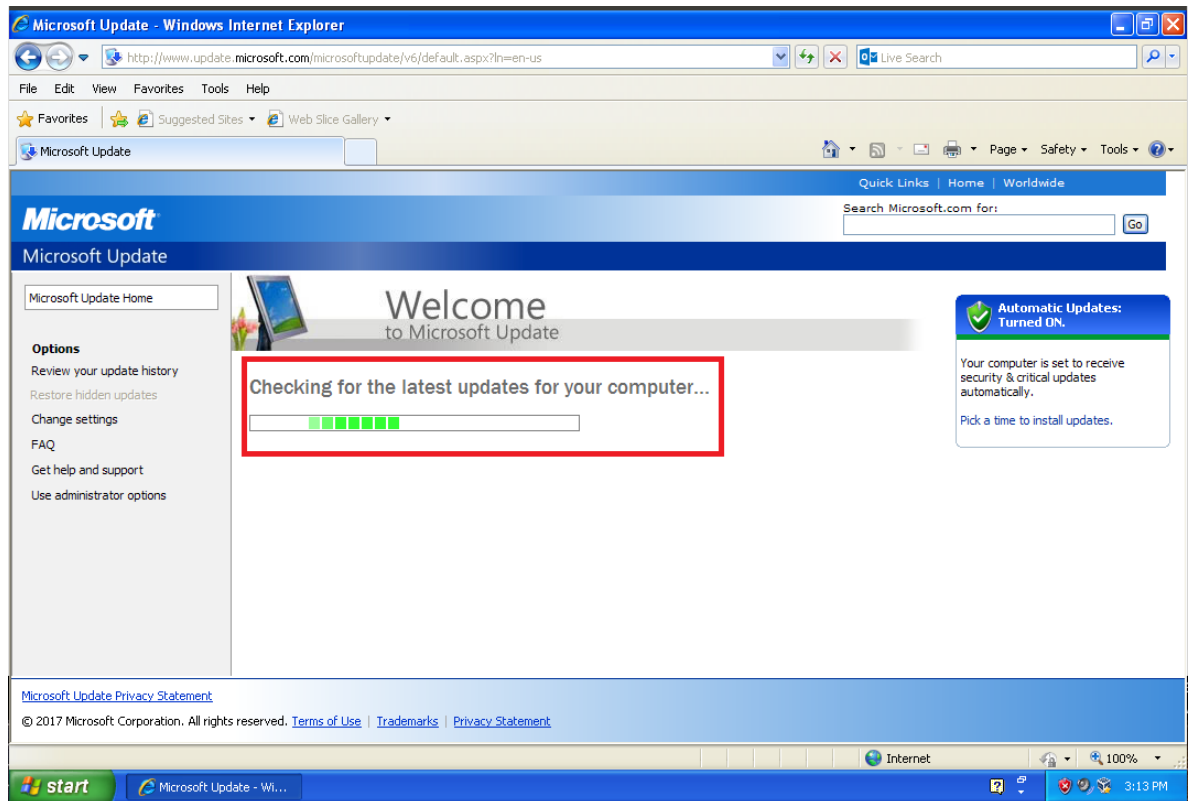 Microsoft Update - Windows Internet Explorer
http://www.update.microsoft.com/microsoftupdate/v6/default.aspx?ln=en-us
Live Search
File Edit View Favorites Tools Help
Favorites Suggested Sites Web Slice Gallery
Microsoft Update
Page Safety Tools
Quick Links | Home | Worldwide
Microsoft
Search Microsoft.com for:
Go
Microsoft Update
Microsoft Update Home
Options
Review your update history
Restore hidden updates
Change settings
FAQ
Get help and support
Use administrator options
Welcome
to Microsoft Update
Checking for the latest updates for your computer...
Automatic Updates:
Turned ON.
Your computer is set to receive
security & critical updates
automatically.
Pick a time to install updates.
Microsoft Update Privacy Statement
© 2017 Microsoft Corporation. All rights reserved. Terms of Use | Trademarks | Privacy Statement
Internet
100%
start
Microsoft Update - Wi...
3:13 PM